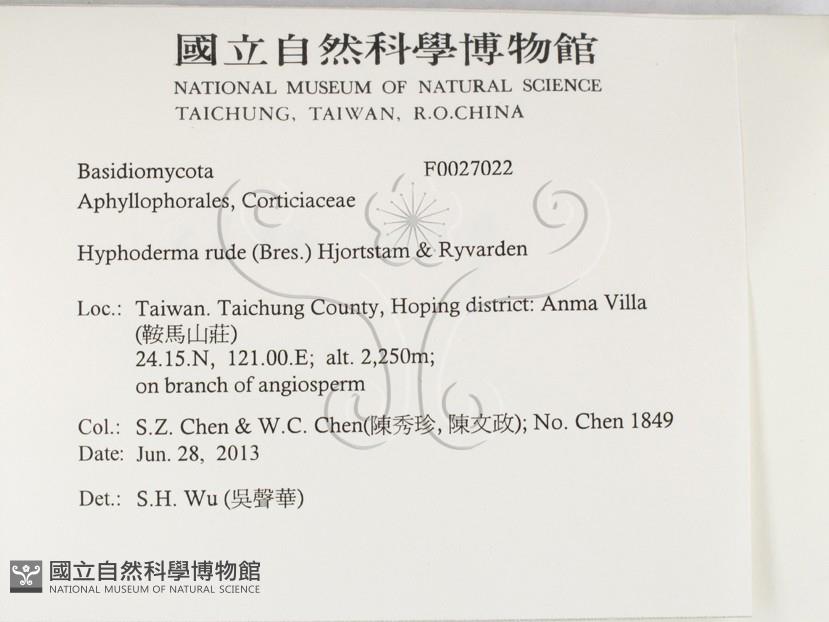 國立自然科學博物館
NATIONAL MUSEUM OF NATURAL SCIENCE
TAICHUNG, TAIWAN, R.O.CHINA
Basidiomycota F0027022
Aphyllophorales, Corticiaceae
Hyphoderma rude (Bres.) Hjortstam & Ryvarden
Loc.: Taiwan. Taichung County, Hoping district: Anma Villa
(鞍馬山莊)
24.15.N, 121.00.E; alt. 2,250m;
on branch of angiosperm
Col.: S.Z. Chen & W.C. Chen(陳秀珍, 陳文政); No. Chen 1849
Date: Jun. 28, 2013
Det.: S.H. Wu (吳聲華)
國立自然科學博物館
NATIONAL MUSEUM OF NATURAL SCIENCE